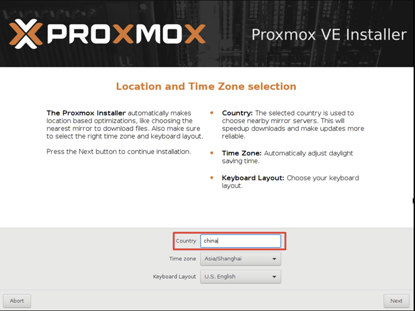 PROXMOX
Proxmox VE Installer
Location and Time Zone selection
The Proxmox Installer automatically makes
location based optimizations, like choosing the
nearest mirror to download files. Also make sure
to select the right time zone and keyboard layout.
Press the Next button to continue installation.
• Country: The selected country is used to
choose nearby mirror servers. This will
speedup downloads and make updates more
reliable.
• Time Zone: Automatically adjust daylight
saving time.
• Keyboard Layout: Choose your keyboard
layout.
Country china
Time zone Asia/Shanghai
Keyboard Layout U.S. English
Abort Next